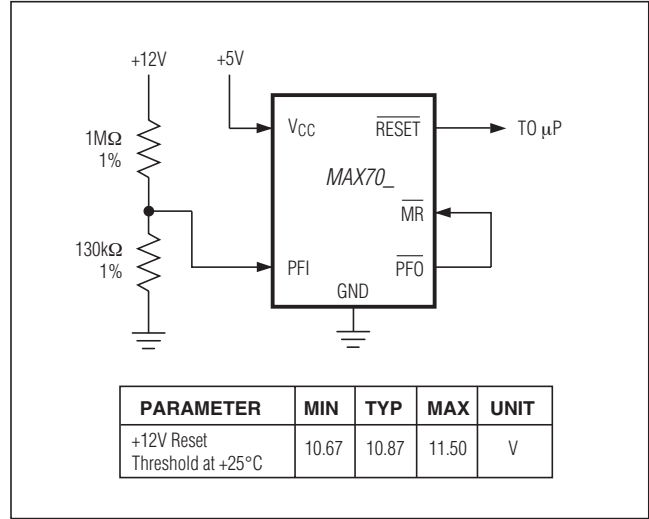 +12V
+5V
1MΩ
1%
130kΩ
1%
VCC
RESET
TO μP
MAX70_
MR
PFI
PFO
GND
PARAMETER MIN TYP MAX UNIT
+12V Reset
Threshold at +25°C
10.67 10.87 11.50 V